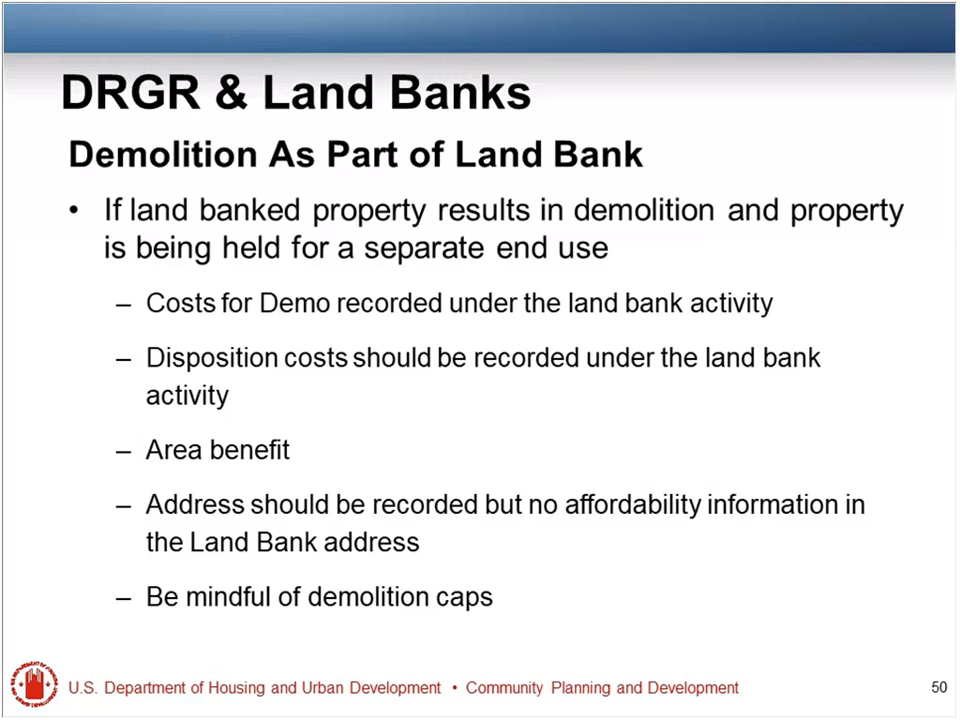 DRGR & Land Banks
Demolition As Part of Land Bank
• If land banked property results in demolition and property
is being held for a separate end use
– Costs for Demo recorded under the land bank activity
– Disposition costs should be recorded under the land bank
activity
– Area benefit
– Address should be recorded but no affordability information in
the Land Bank address
– Be mindful of demolition caps
U.S. Department of Housing and Urban Development • Community Planning and Development
50